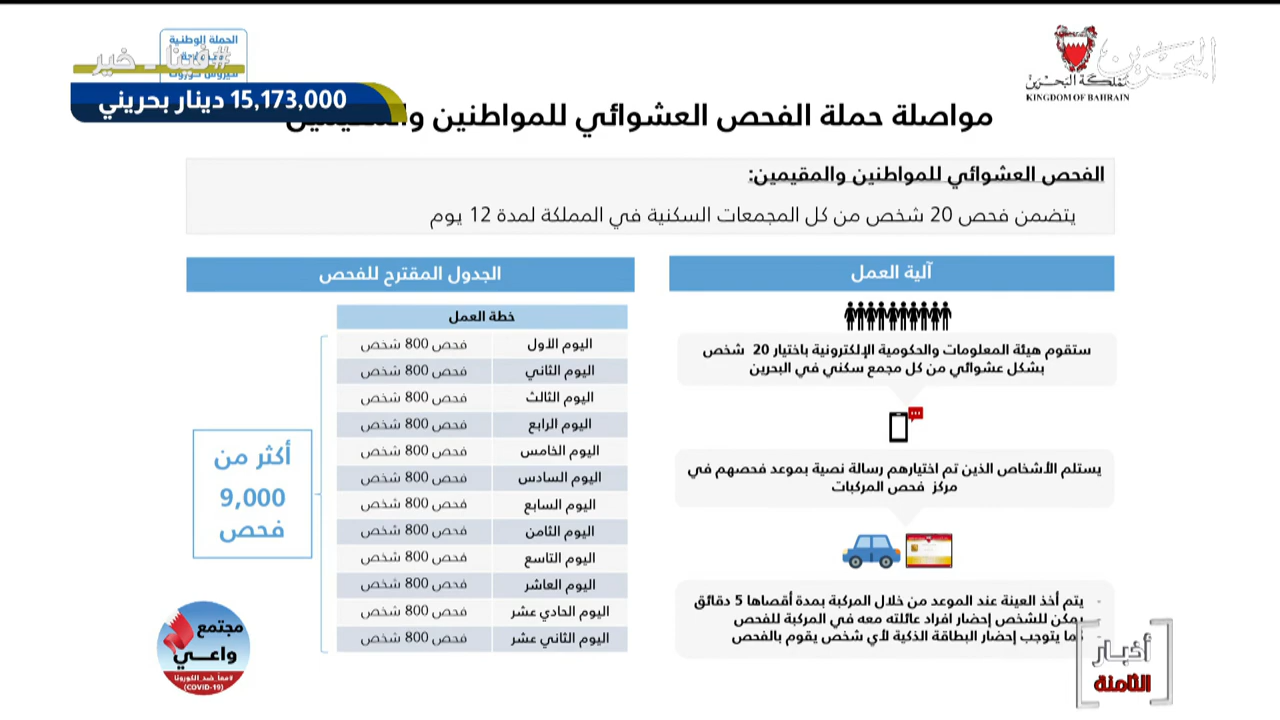 الحملة الوطنية
#فينا_خير
15,173,000 دينار بحريني
البحرين
مملكة البحرين
KINGDOM OF BAHRAIN
مواصلة حملة الفحص العشوائي للمواطنين والمقيمين
الفحص العشوائي للمواطنين والمقيمين:
يتضمن فحص 20 شخص من كل المجمعات السكنية في المملكة لمدة 12 يوم
آلية العمل
ستقوم هيئة المعلومات والحكومية الإلكترونية باختيار 20 شخص
بشكل عشوائي من كل مجمع سكني في البحرين
يستلم الأشخاص الذين تم اختيارهم رسالة نصية بموعد فحصهم في
مركز فحص المركبات
- يتم أخذ العينة عند الموعد من خلال المركبة بمدة أقصاها 5 دقائق
يمكن للشخص إحضار افراد عائلته معه في المركبة للفحص
كما يتوجب إحضار البطاقة الذكية لأي شخص يقوم بالفحص
الجدول المقترح للفحص
خطة العمل
اليوم الأول فحص 800 شخص
اليوم الثاني فحص 800 شخص
اليوم الثالث فحص 800 شخص
اليوم الرابع فحص 800 شخص
اليوم الخامس فحص 800 شخص
اليوم السادس فحص 800 شخص
اليوم السابع فحص 800 شخص
اليوم الثامن فحص 800 شخص
اليوم التاسع فحص 800 شخص
اليوم العاشر فحص 800 شخص
اليوم الحادي عشر فحص 800 شخص
اليوم الثاني عشر فحص 800 شخص
أكثر من
9,000
فحص
مجتمع
واعي
#معاً_ضد_الكورونا
(COVID-19)
أخبار
الثامنة